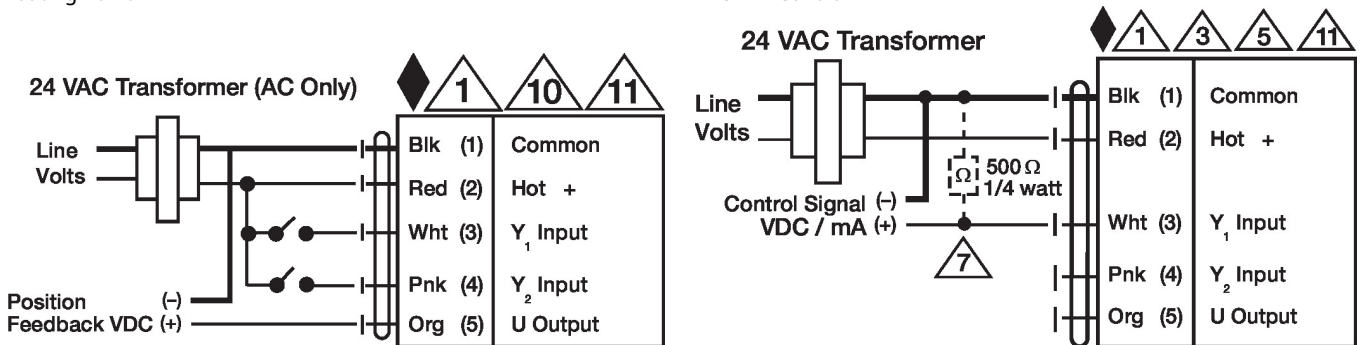 24 VAC Transformer (AC Only)
1
10
11
Line
Volts
Blk (1) Common
Red (2) Hot +
Wht (3) Y1 Input
Pnk (4) Y2 Input
Org (5) U Output
Position (–)
Feedback VDC (+)
24 VAC Transformer
1
3
5
11
Line
Volts
Blk (1) Common
Red (2) Hot +
Ω
500 Ω
1/4 watt
Control Signal (–)
VDC / mA (+)
7
Wht (3) Y1 Input
Pnk (4) Y2 Input
Org (5) U Output